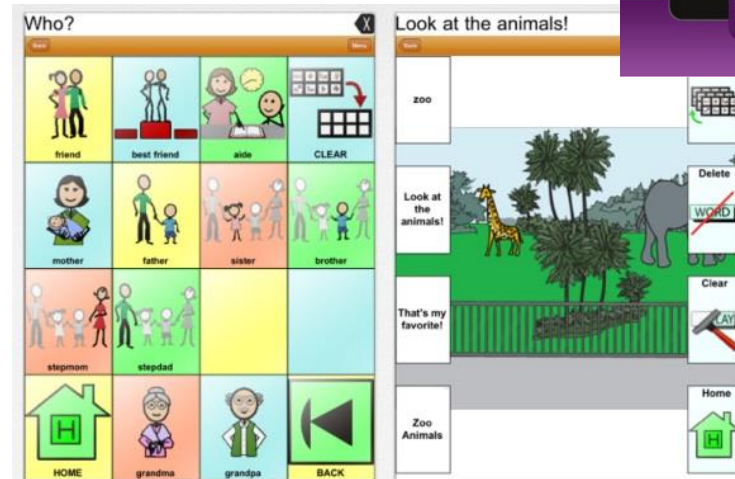 Who?
Back
Menu
friend
best friend
aide
CLEAR
mother
father
sister
brother
stepmom
stepdad
HOME
H
grandma
grandpa
BACK
Look at the animals!
Back
zoo
Look at
the
animals!
That's my
favorite!
Zoo
Animals
Delete
WORD
Clear
LAY
Home
H